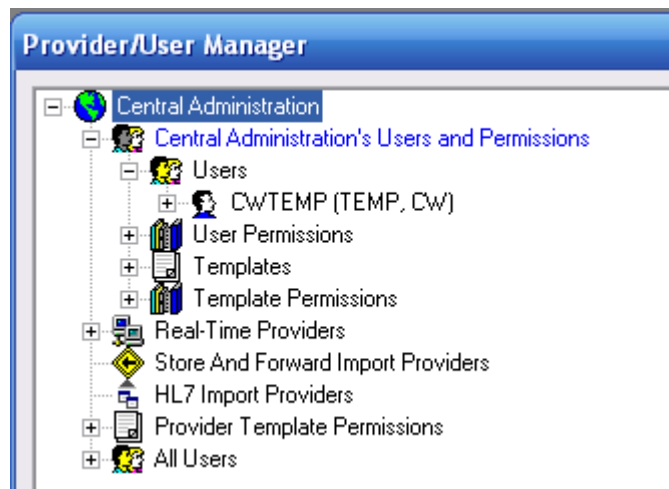 Provider/User Manager
Central Administration
Central Administration's Users and Permissions
Users
CWTEMP (TEMP, CW)
User Permissions
Templates
Template Permissions
Real-Time Providers
Store And Forward Import Providers
HL7 Import Providers
Provider Template Permissions
All Users